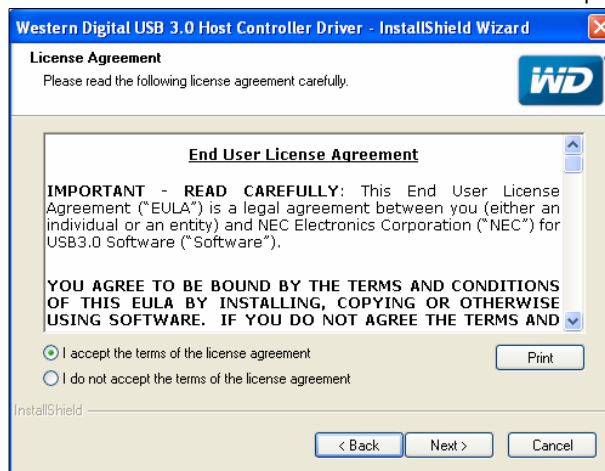 Western Digital USB 3.0 Host Controller Driver - InstallShield Wizard
License Agreement
Please read the following license agreement carefully.
WD
End User License Agreement
IMPORTANT - READ CAREFULLY: This End User License
Agreement ("EULA") is a legal agreement between you (either an
individual or an entity) and NEC Electronics Corporation ("NEC") for
USB3.0 Software ("Software").
YOU AGREE TO BE BOUND BY THE TERMS AND CONDITIONS
OF THIS EULA BY INSTALLING, COPYING OR OTHERWISE
USING SOFTWARE. IF YOU DO NOT AGREE THE TERMS AND
I accept the terms of the license agreement
Print
I do not accept the terms of the license agreement
InstallShield
< Back
Next >
Cancel